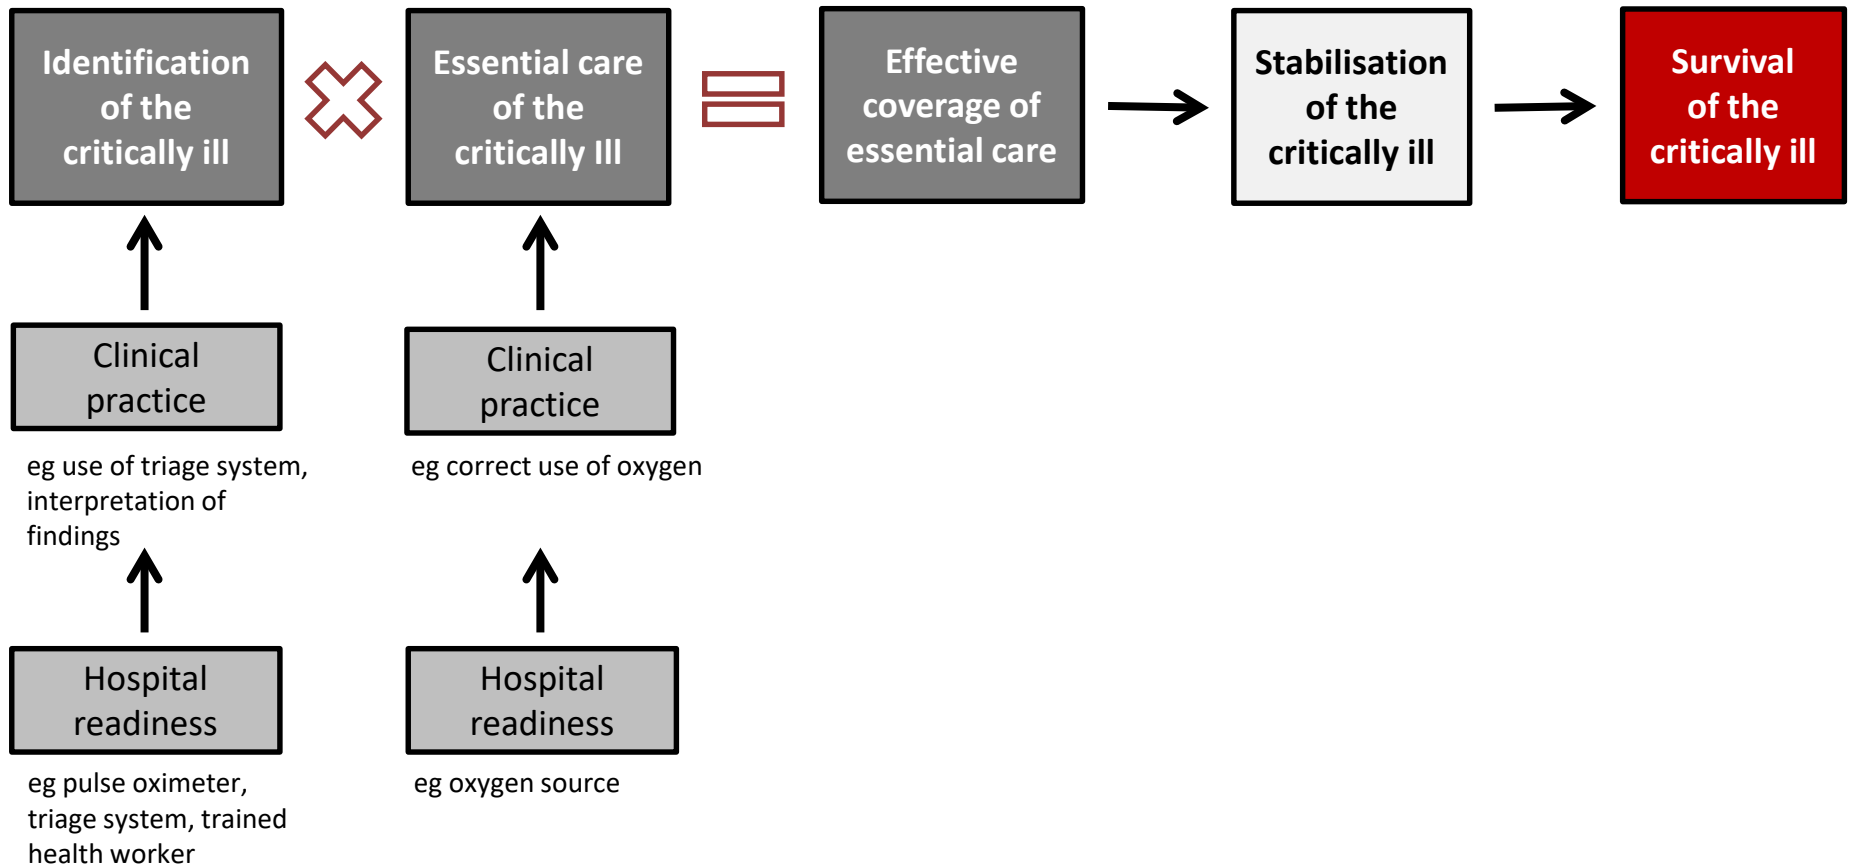 Identification
of the
critically ill
Essential care
of the
critically Ill
Effective
coverage of
essential care
Stabilisation
of the
critically ill
Survival
of the
critically ill
Clinical
practice
eg use of triage system,
interpretation of
findings
Clinical
practice
eg correct use of oxygen
Hospital
readiness
eg pulse oximeter,
triage system, trained
health worker
Hospital
readiness
eg oxygen source